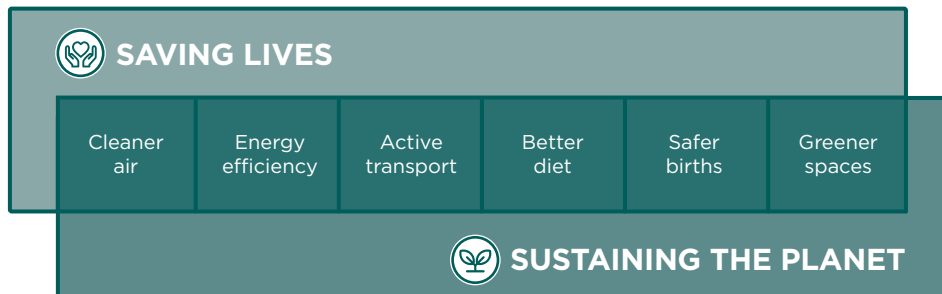 SAVING LIVES
Cleaner
air
Energy
efficiency
Active
transport
Better
diet
Safer
births
Greener
spaces
SUSTAINING THE PLANET